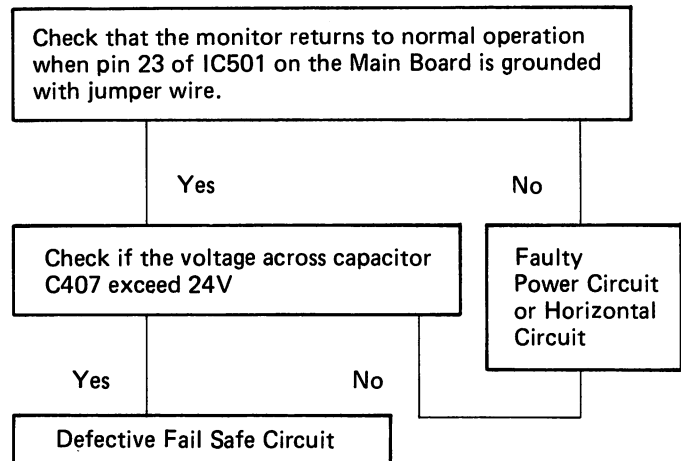 Check that the monitor returns to normal operation
when pin 23 of IC501 on the Main Board is grounded
with jumper wire.
Yes
No
Check if the voltage across capacitor
C407 exceed 24V
Faulty
Power Circuit
or Horizontal
Circuit
Yes
No
Defective Fail Safe Circuit